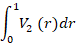 ∫₀¹ V₂ (r)dr